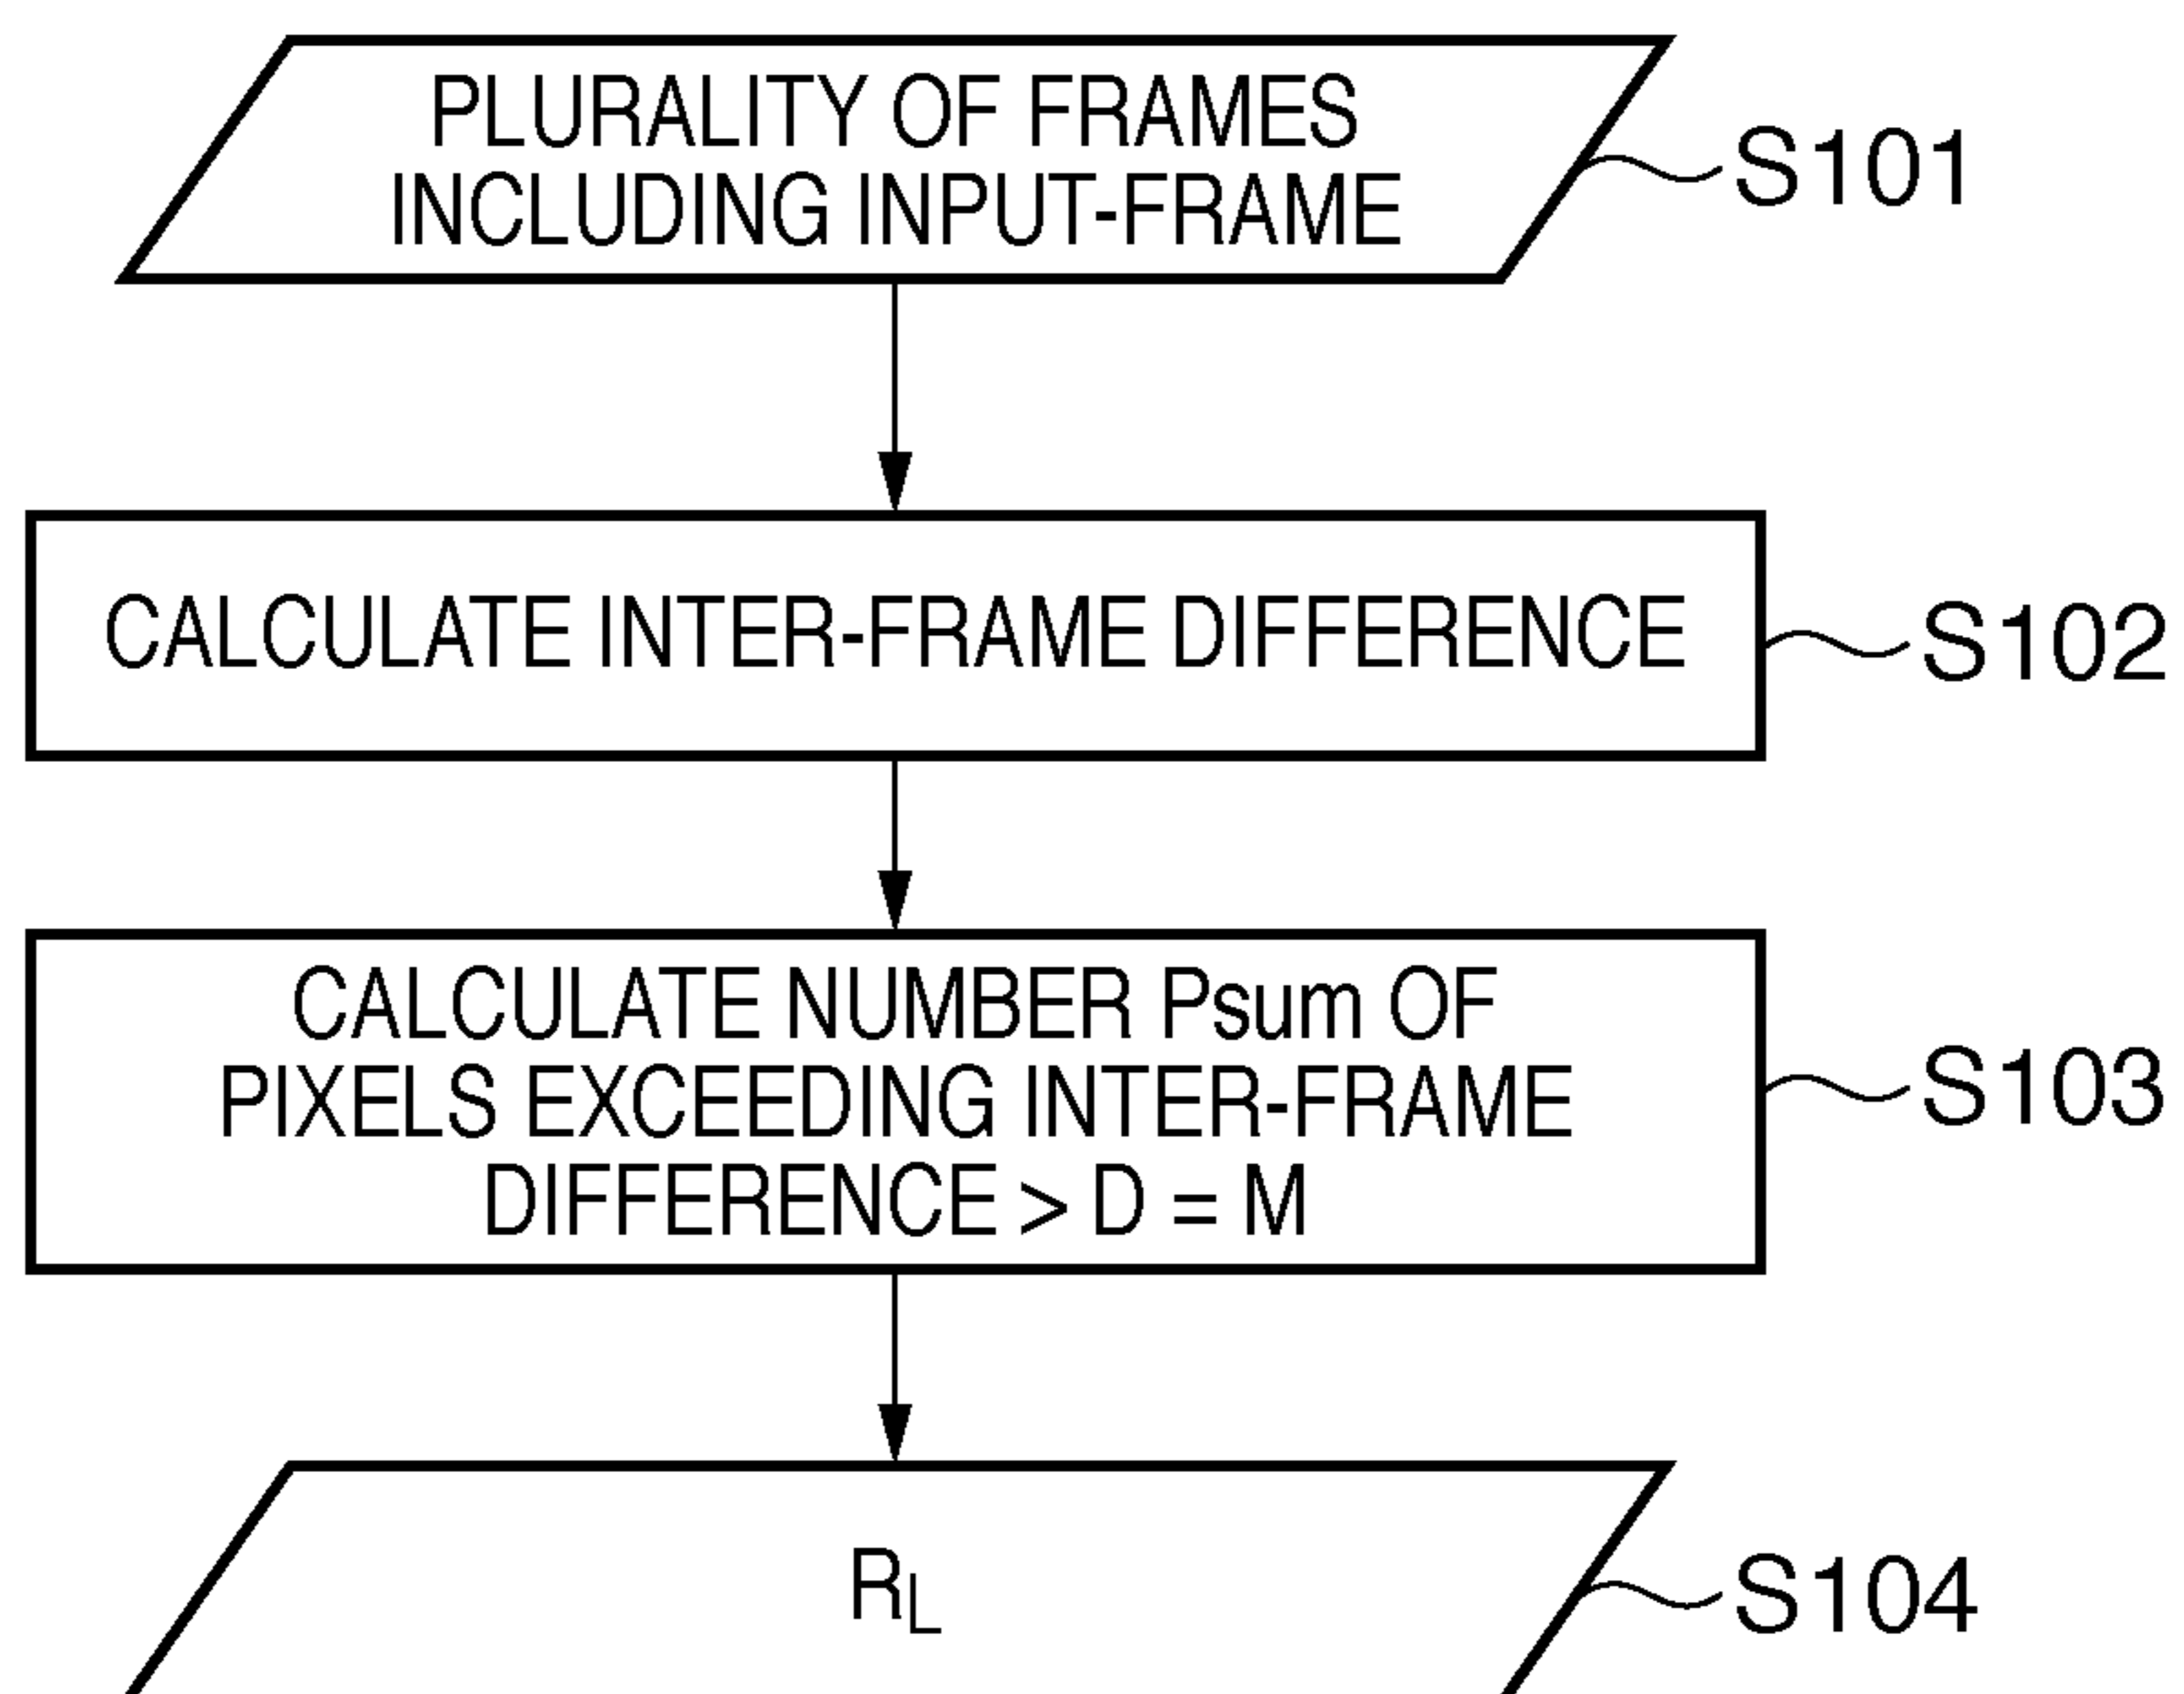 PLURALITY OF FRAMES
INCLUDING INPUT-FRAME
S101
CALCULATE INTER-FRAME DIFFERENCE
S102
CALCULATE NUMBER Psum OF
PIXELS EXCEEDING INTER-FRAME
DIFFERENCE > D = M
S103
RL
S104